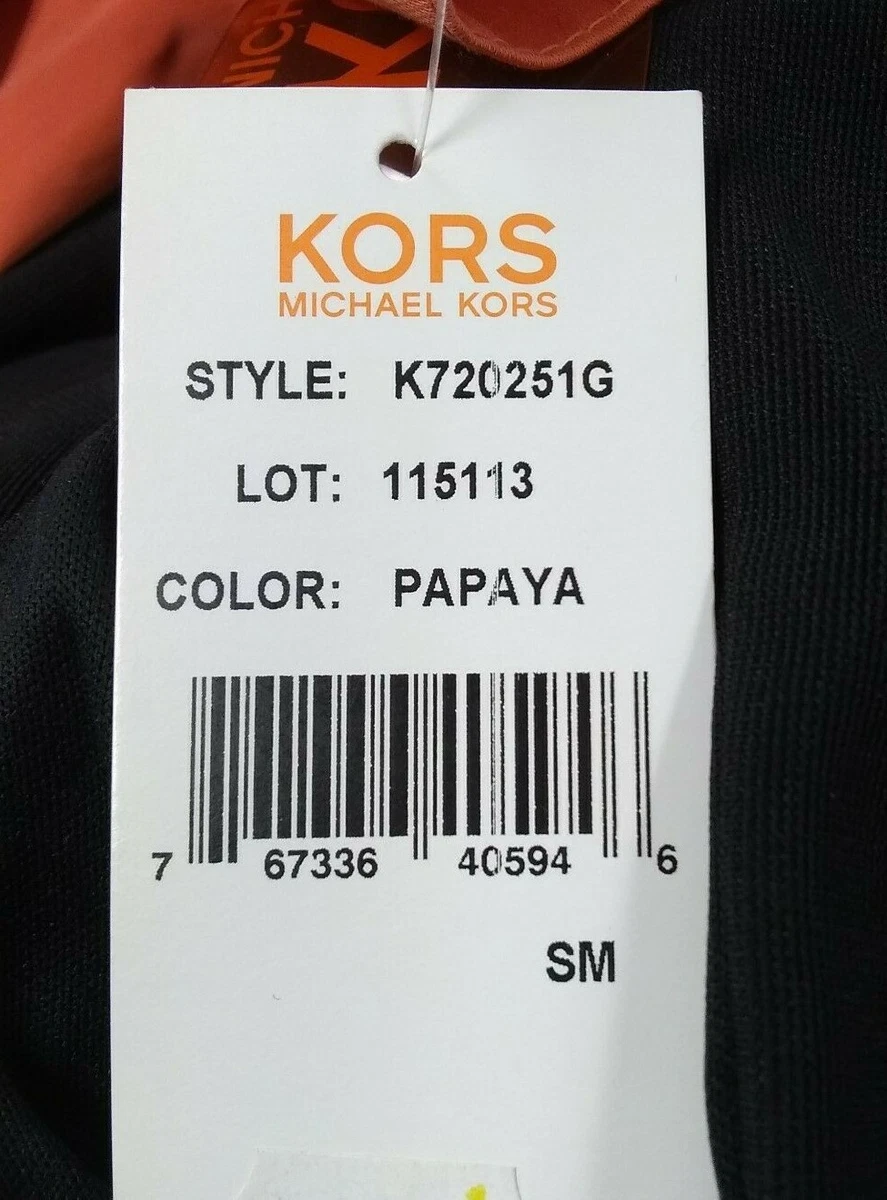 KORS
MICHAEL KORS
STYLE: K720251G
LOT: 115113
COLOR: PAPAYA
7 67336 40594 6
SM